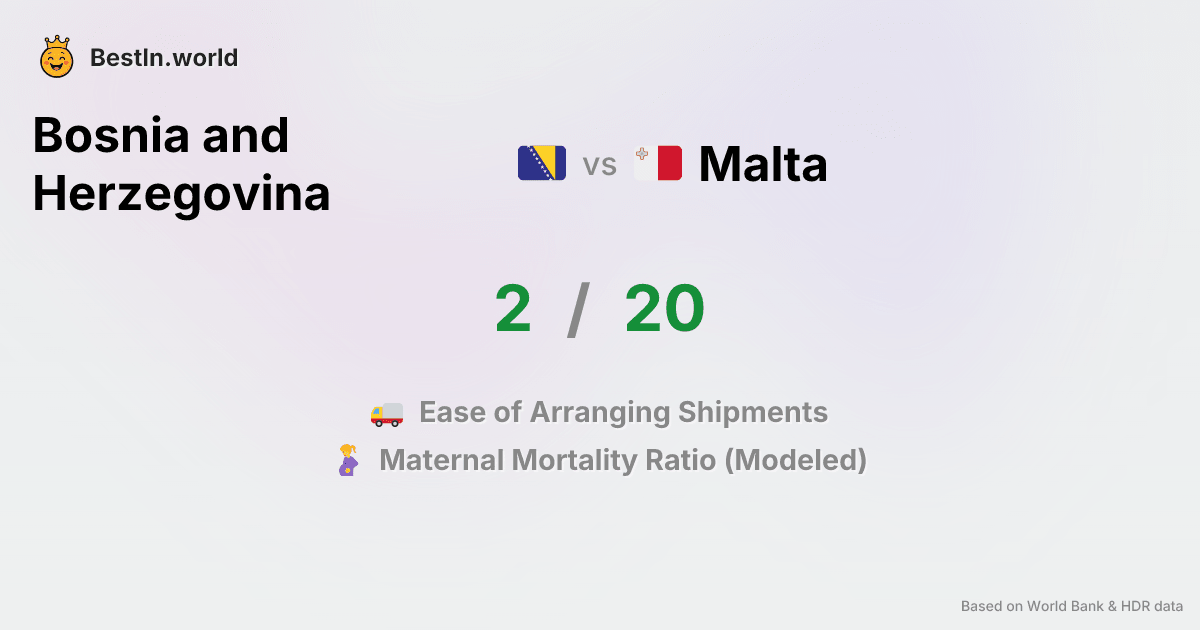 BestIn.world
Bosnia and
Herzegovina
vs
Malta
2 / 20
Ease of Arranging Shipments
Maternal Mortality Ratio (Modeled)
Based on World Bank & HDR data